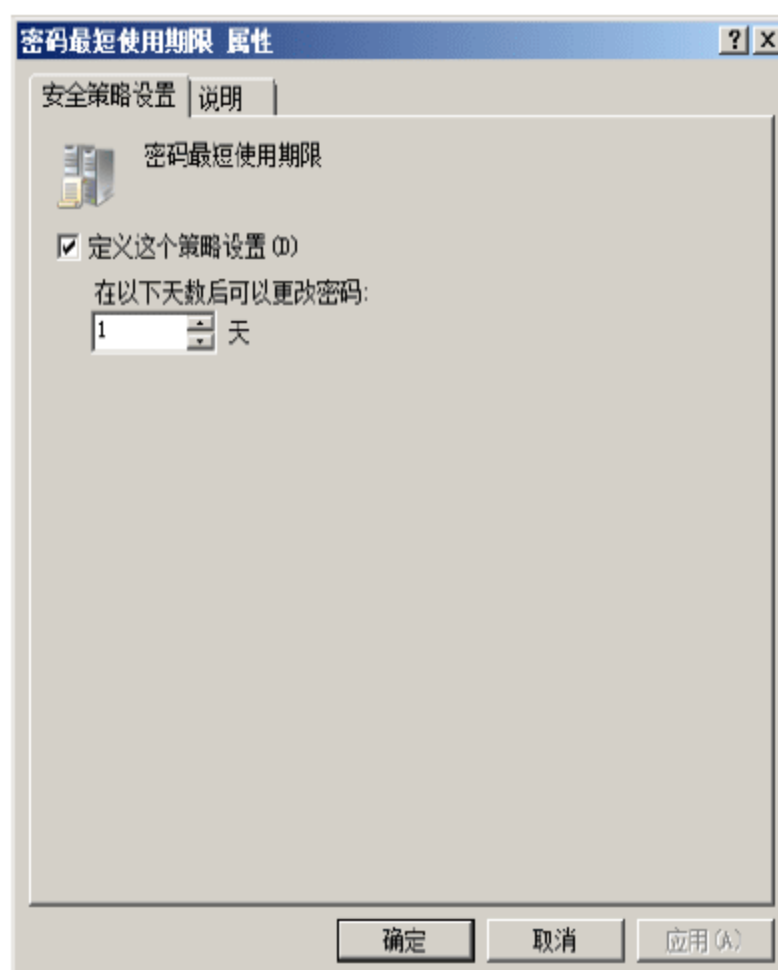 密码最短使用期限 属性
安全策略设置 说明
密码最短使用期限
定义这个策略设置(D)
在以下天数后可以更改密码:
1 天
确定 取消 应用(A)